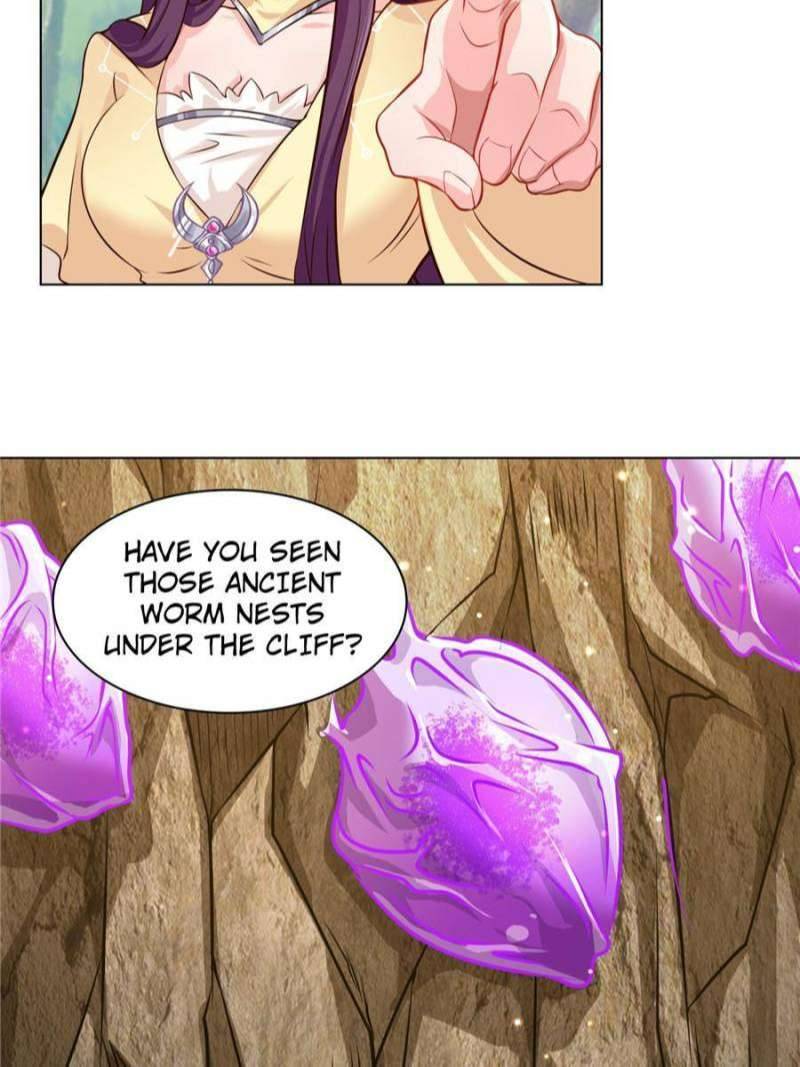 HAVE YOU SEEN
THOSE ANCIENT
WORM NESTS
UNDER THE CLIFF?